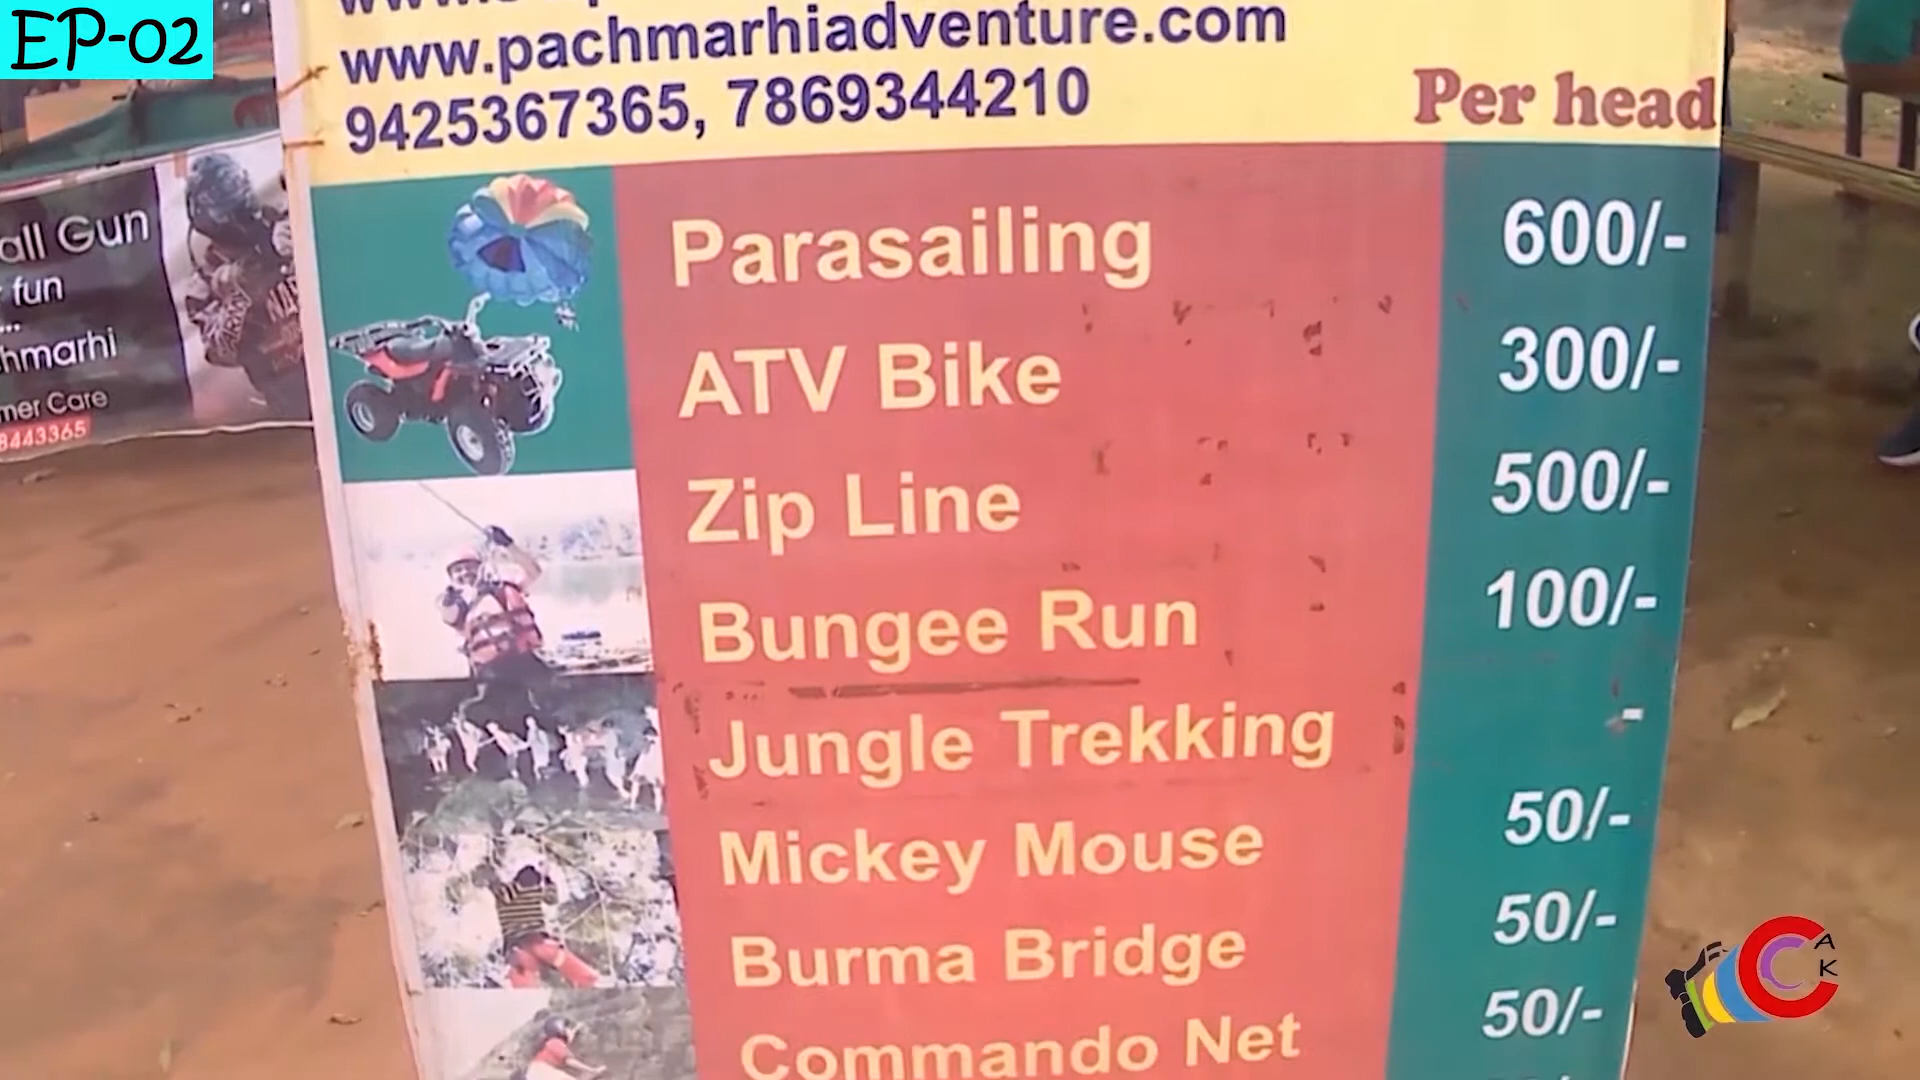 EP-02
www.pachmarhiadventure.com
9425367365, 7869344210
Per head
Parasailing 600/-
ATV Bike 300/-
Zip Line 500/-
Bungee Run 100/-
Jungle Trekking -
Mickey Mouse 50/-
Burma Bridge 50/-
Commando Net 50/-
all Gun
fun
...
hmarhi
mer Care
8443365
C A K